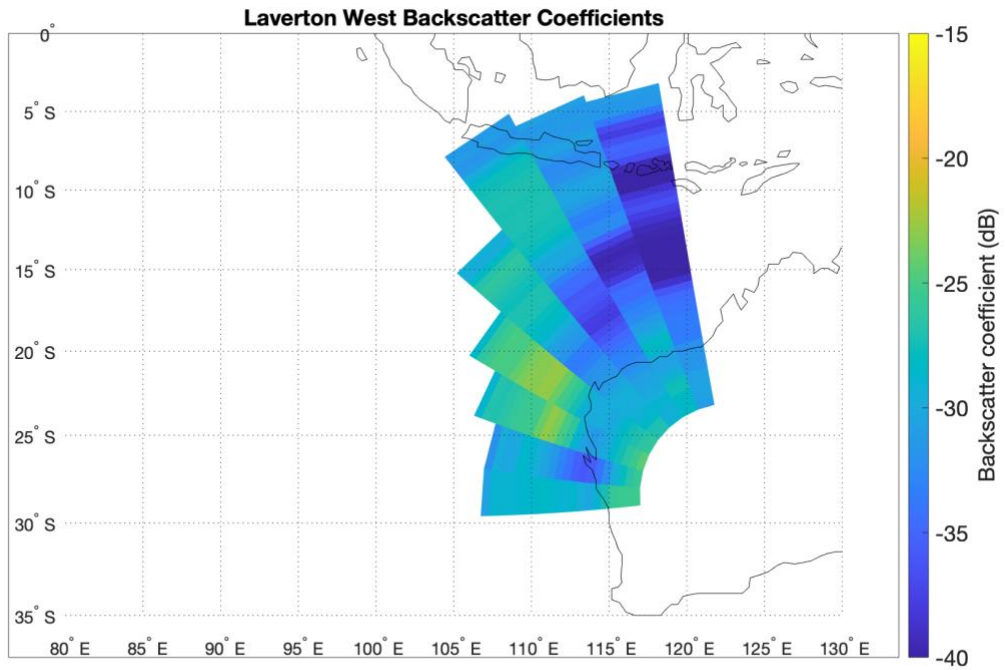 Laverton West Backscatter Coefficients
0°
5° S
10° S
15° S
20° S
25° S
30° S
35° S
80° E 85° E 90° E 95° E 100° E 105° E 110° E 115° E 120° E 125° E 130° E
-15
-20
-25
-30
-35
-40
Backscatter coefficient (dB)